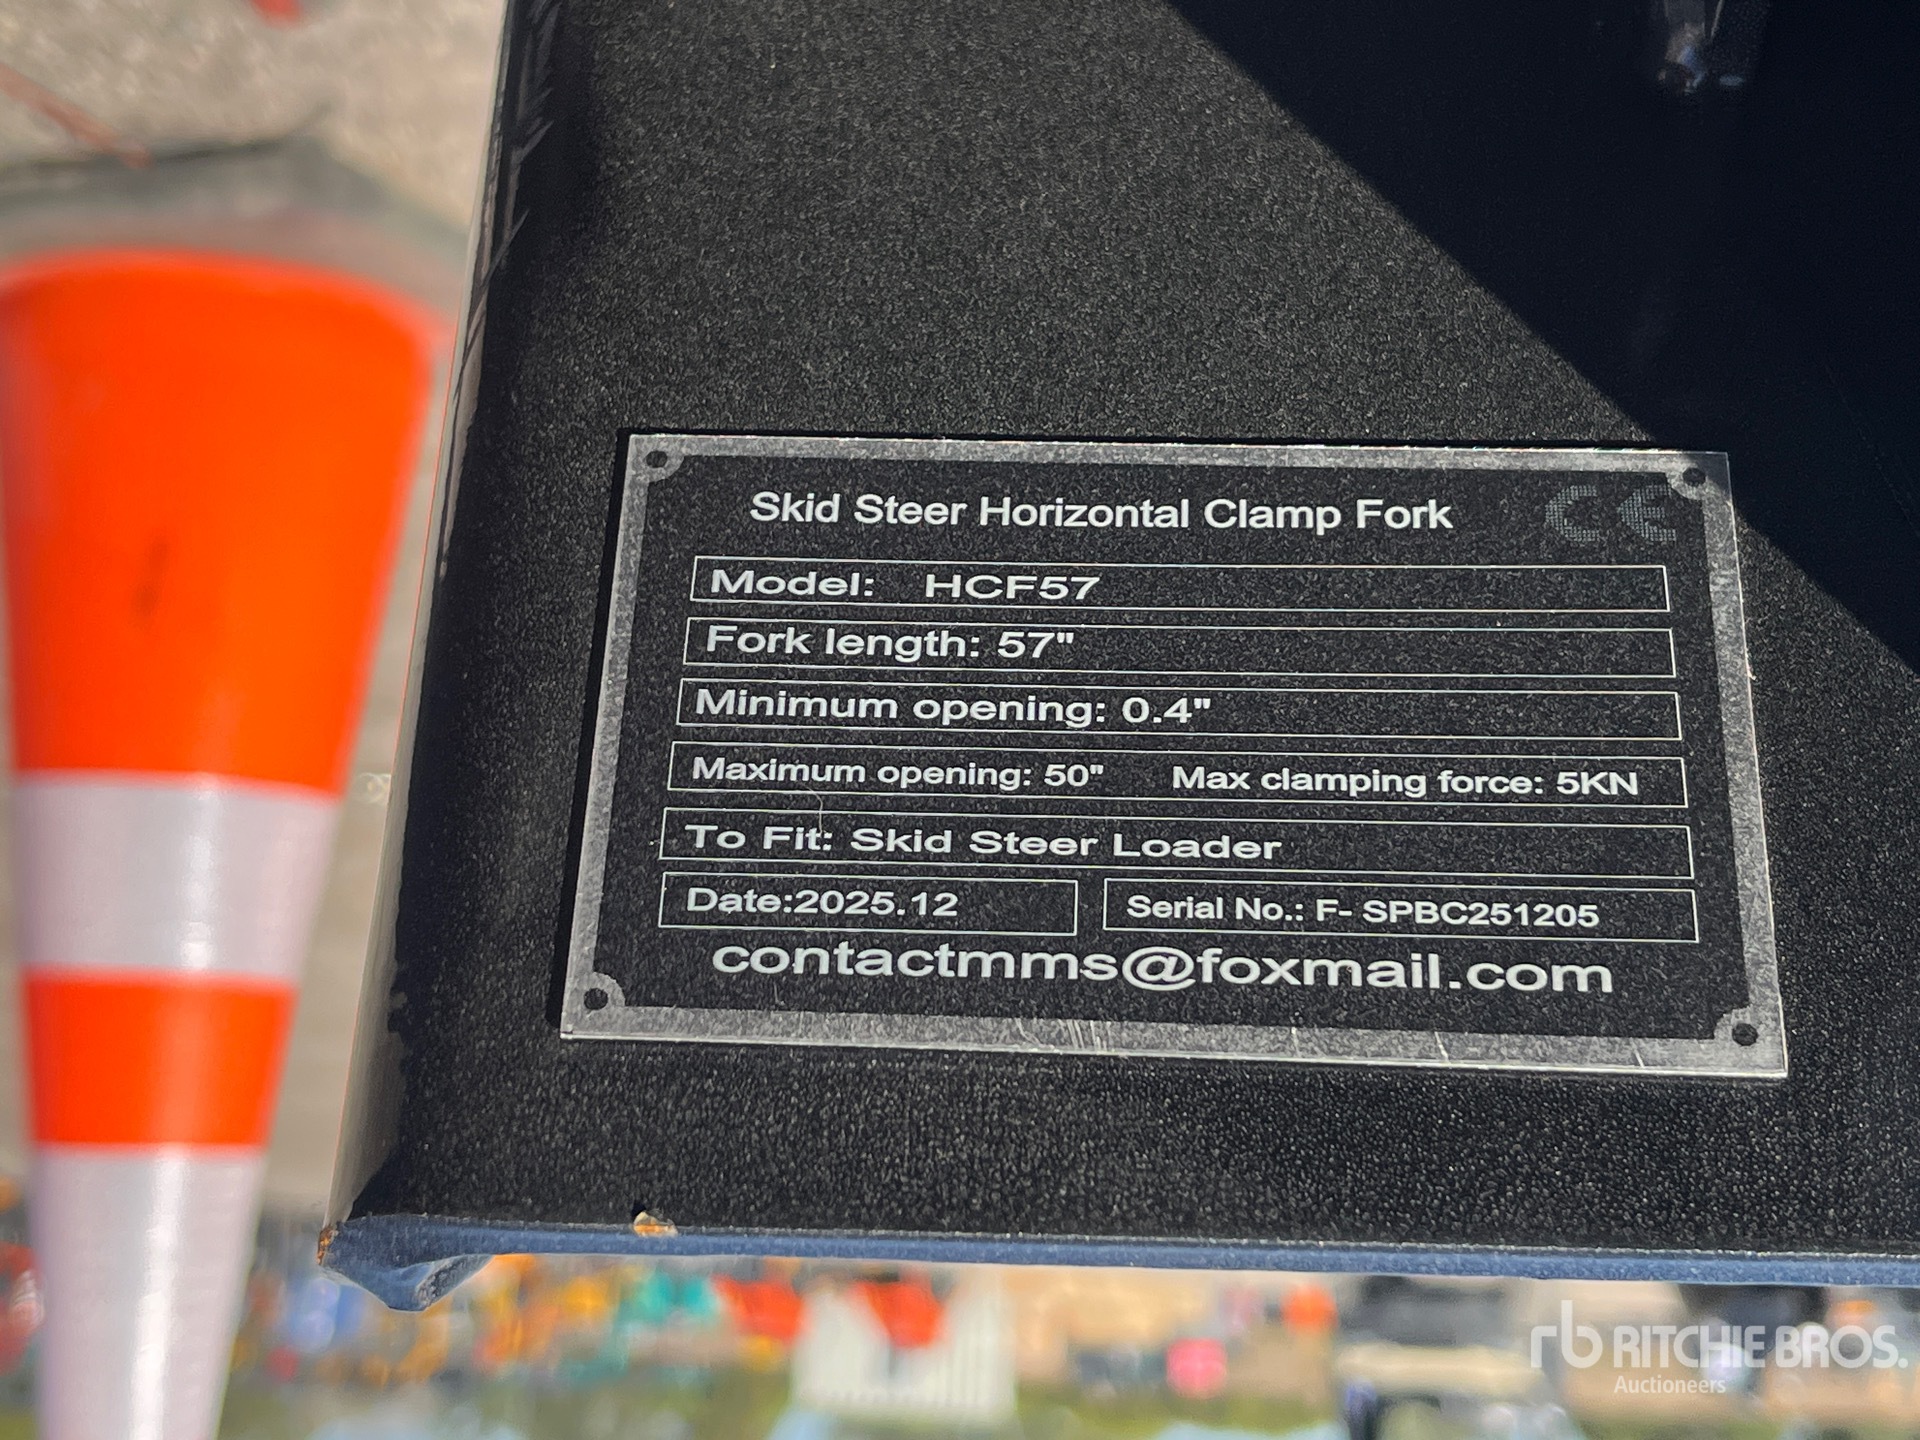 Skid Steer Horizontal Clamp Fork CE
Model: HCF57
Fork length: 57"
Minimum opening: 0.4"
Maximum opening: 50" Max clamping force: 5KN
To Fit: Skid Steer Loader
Date:2025.12 Serial No.: F- SPBC251205
contactmms@foxmail.com
rb RITCHIE BROS.
Auctioneers